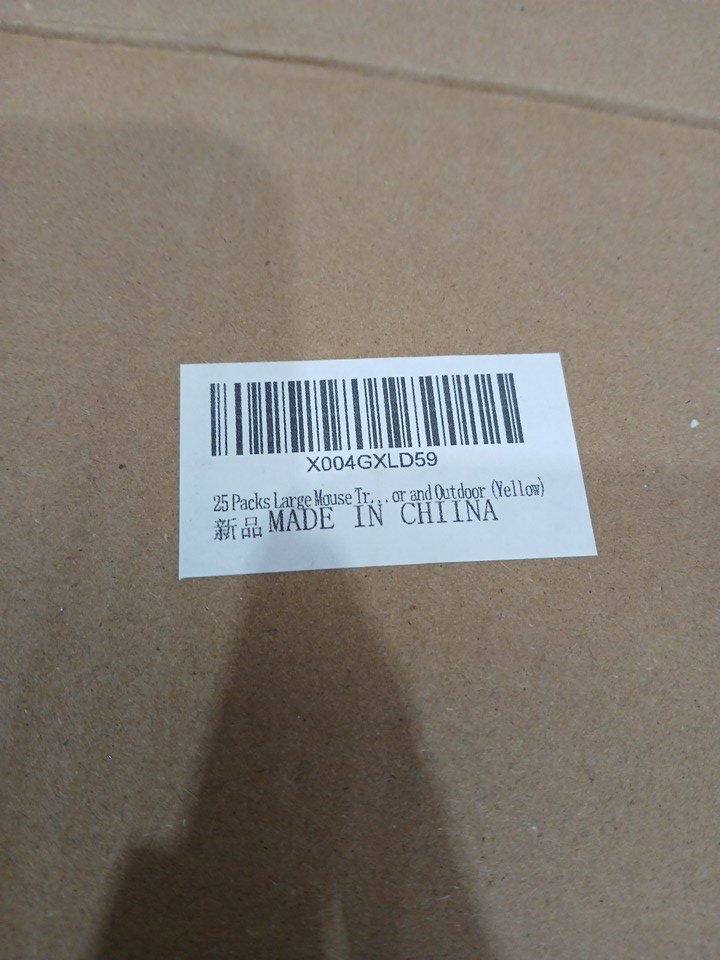 X004GXLD59
25 Packs Large Mouse Tr...or and Outdoor (Yellow)
新品 MADE IN CHIINA